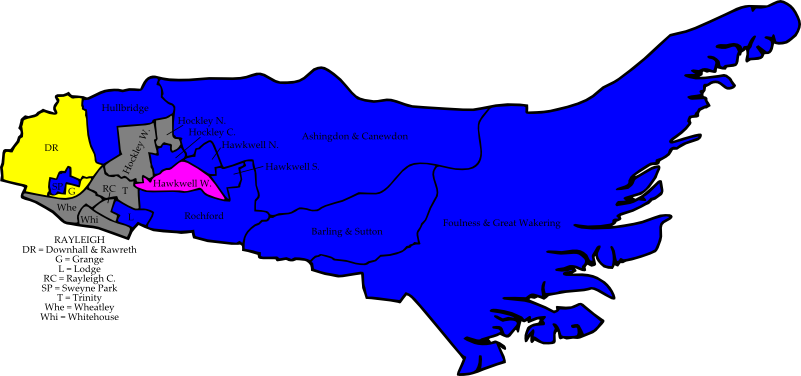 Hullbridge
Hockley N.
Hockley C.
Hockley W.
Ashingdon & Canewdon
Hawkwell N.
Hawkwell S.
DR
SP
G
RC
T
Hawkwell W.
Whe
Whi
L
Rochford
Barling & Sutton
Foulness & Great Wakering
RAYLEIGH
DR = Downhall & Rawreth
G = Grange
L = Lodge
RC = Rayleigh C.
SP = Sweyne Park
T = Trinity
Whe = Wheatley
Whi = Whitehouse